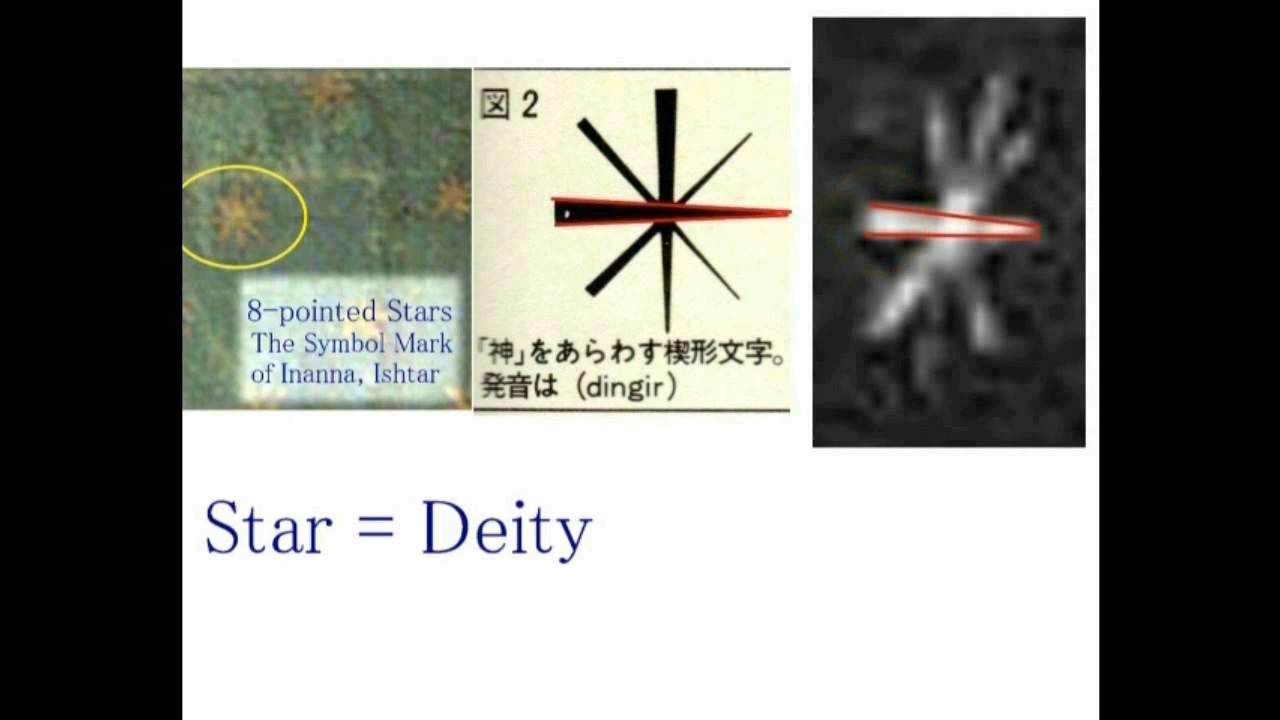 8-pointed Stars
The Symbol Mark
of Inanna, Ishtar
図 2
「神」をあらわす楔形文字。
発音は（dingir）
Star = Deity